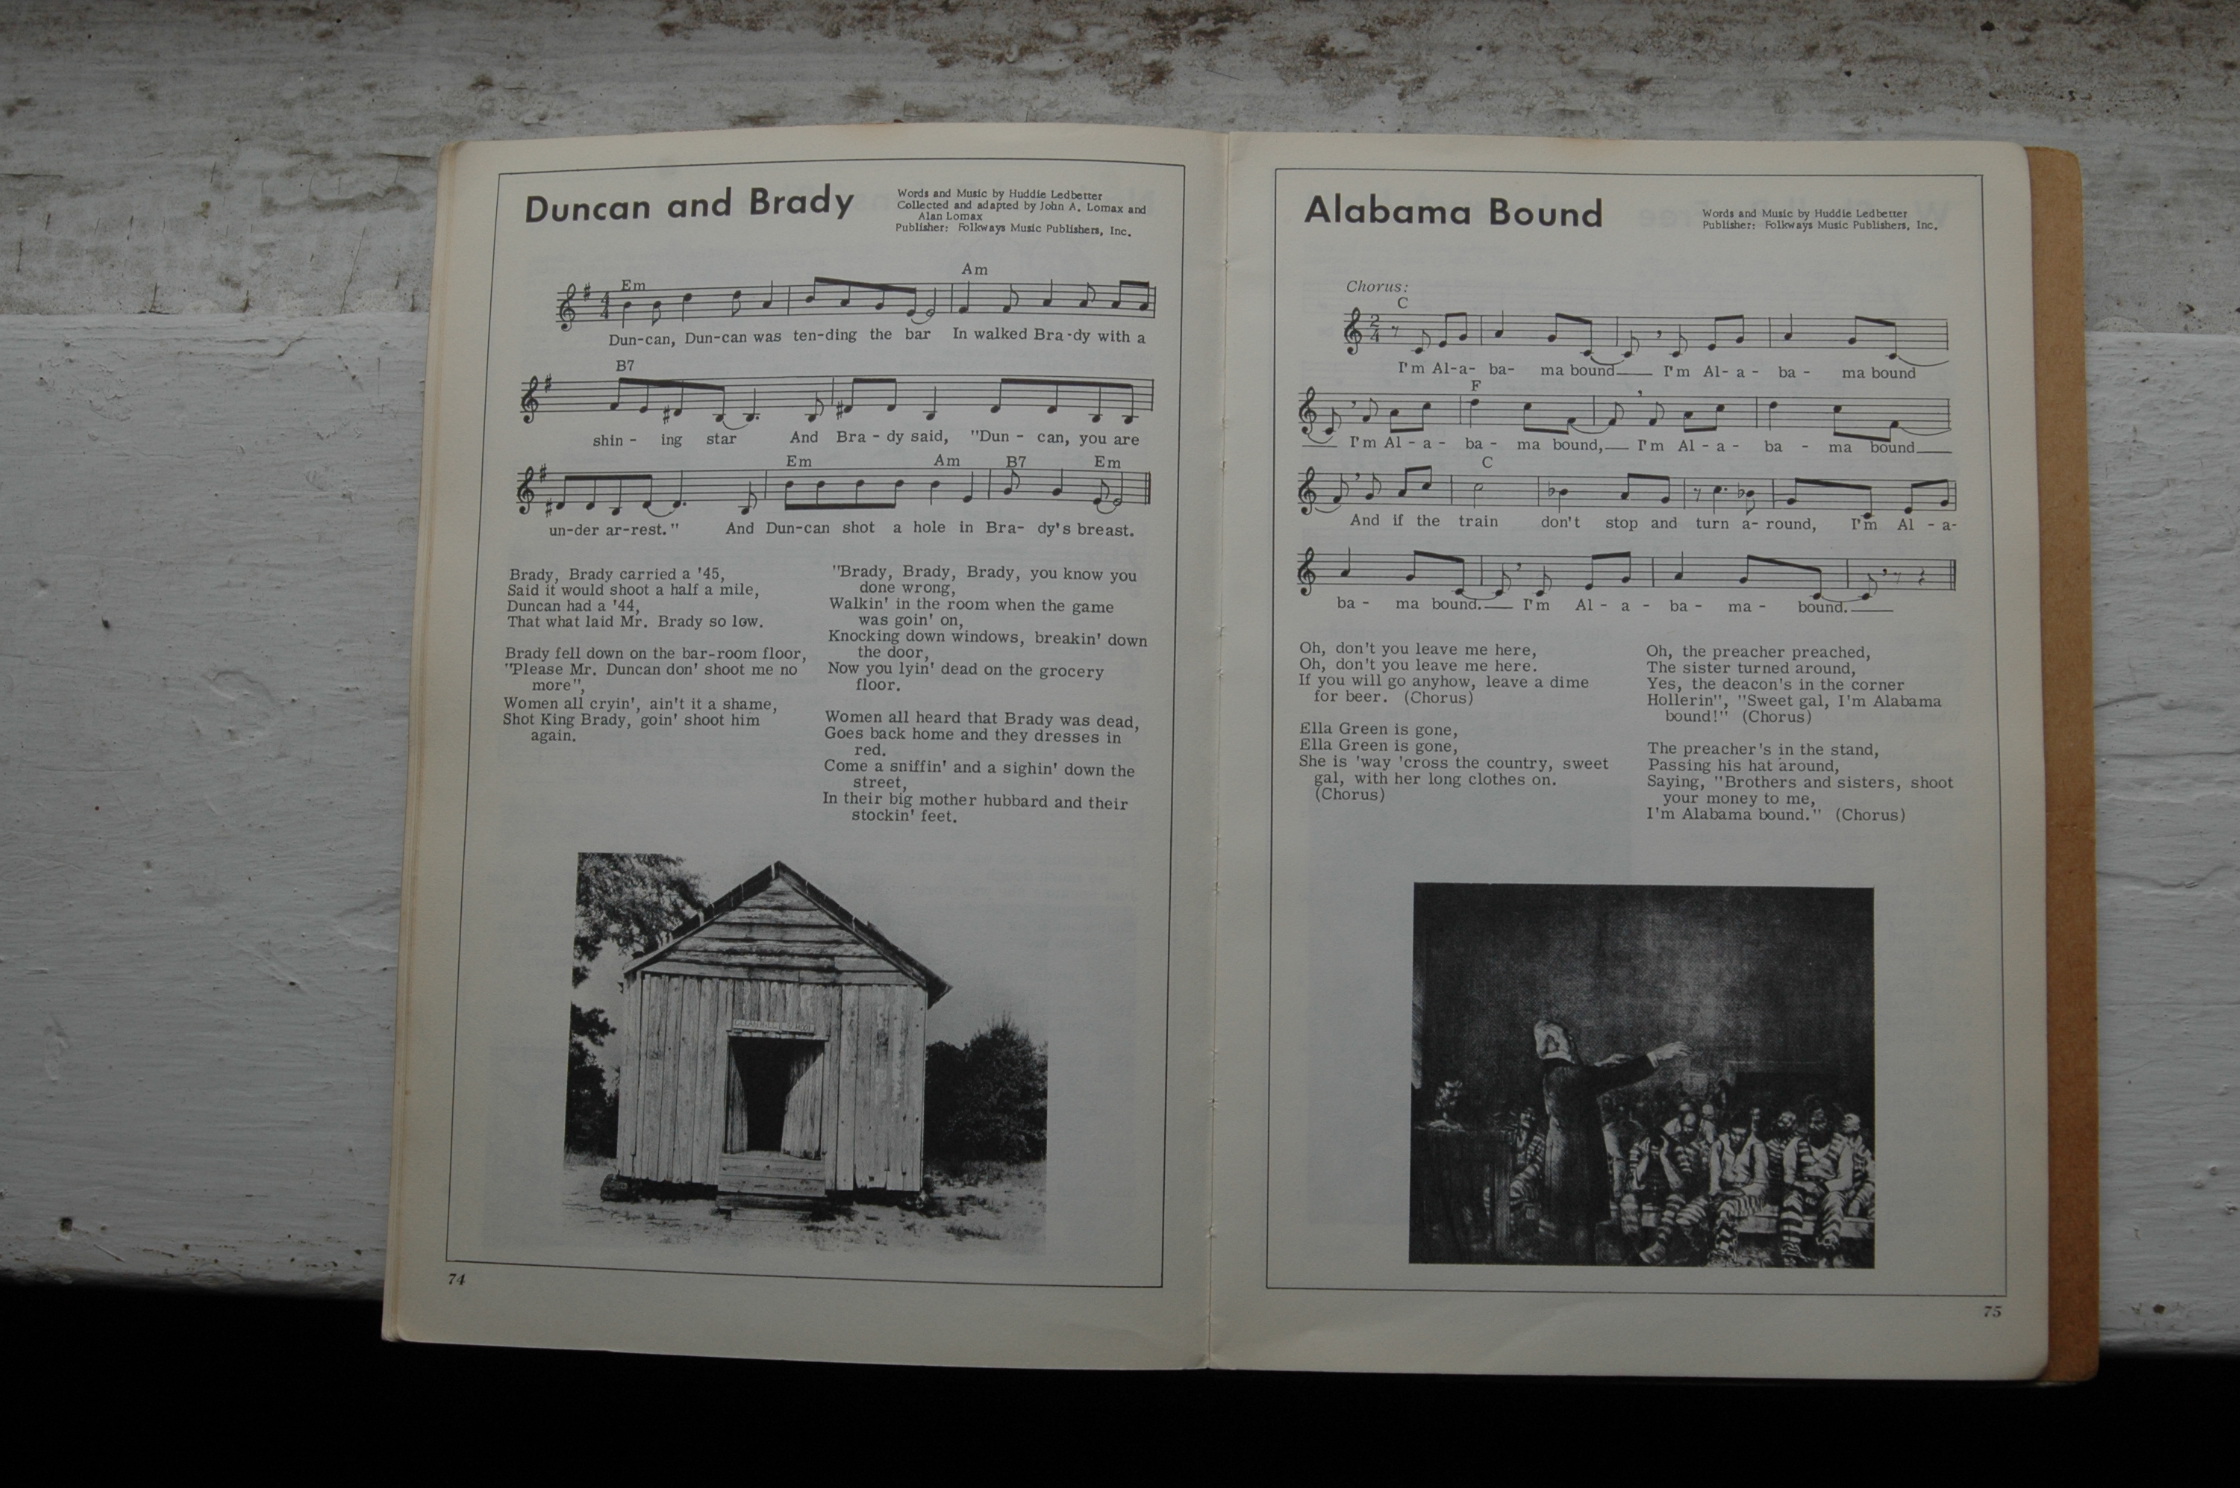 Duncan and Brady
Words and Music by Huddie Ledbetter
Collected and adapted by John A. Lomax and
Alan Lomax
Publisher: Folkways Music Publishers, Inc.
Em
Am
4
4
Dun-can, Dun-can was ten-ding the bar In walked Bra-dy with a
B7
shin - ing star And Bra - dy said, "Dun - can, you are
Em Am B7 Em
un-der ar-rest." And Dun-can shot a hole in Bra- dy's breast.
Brady, Brady carried a '45,
Said it would shoot a half a mile,
Duncan had a '44,
That what laid Mr. Brady so low.
Brady fell down on the bar-room floor,
"Please Mr. Duncan don' shoot me no
more",
Women all cryin', ain't it a shame,
Shot King Brady, goin' shoot him
again.
"Brady, Brady, Brady, you know you
done wrong,
Walkin' in the room when the game
was goin' on,
Knocking down windows, breakin' down
the door,
Now you lyin' dead on the grocery
floor.
Women all heard that Brady was dead,
Goes back home and they dresses in
red.
Come a sniffin' and a sighin' down the
street,
In their big mother hubbard and their
stockin' feet.
74
Alabama Bound
Words and Music by Huddie Ledbetter
Publisher: Folkways Music Publishers, Inc.
Chorus:
C
2
4
I'm Al-a- ba- ma bound I'm Al- a - ba - ma bound
F
I'm Al - a - ba - ma bound, I'm Al - a - ba - ma bound
C
And if the train don't stop and turn a- round, I'm Al - a-
ba - ma bound. I'm Al - a - ba - ma - bound.
Oh, don't you leave me here,
Oh, don't you leave me here.
If you will go anyhow, leave a dime
for beer. (Chorus)
Ella Green is gone,
Ella Green is gone,
She is 'way 'cross the country, sweet
gal, with her long clothes on.
(Chorus)
Oh, the preacher preached,
The sister turned around,
Yes, the deacon's in the corner
Hollerin", "Sweet gal, I'm Alabama
bound!" (Chorus)
The preacher's in the stand,
Passing his hat around,
Saying, "Brothers and sisters, shoot
your money to me,
I'm Alabama bound." (Chorus)
75